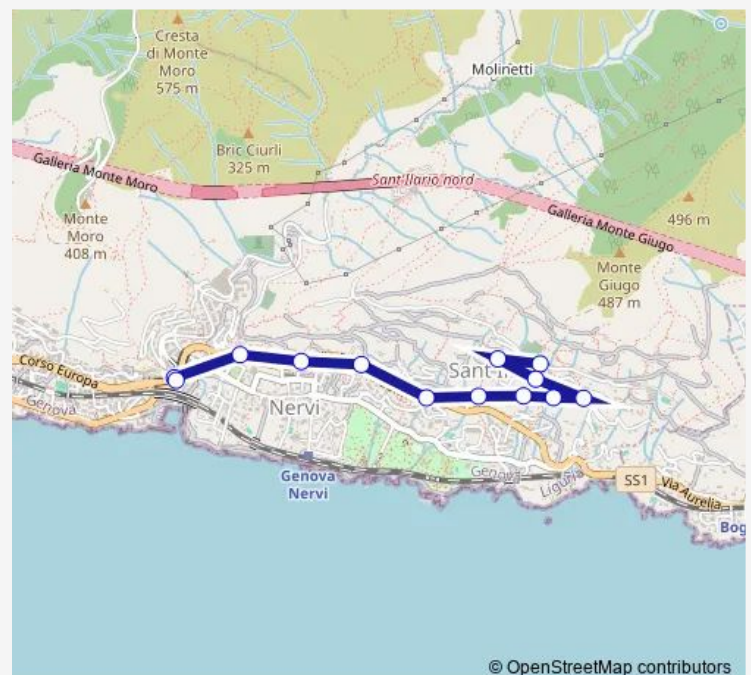 Cresta
di Monte
Moro
575 m
Molinetti
Bric Ciurli
325 m
Galleria Monte Moro
Sant'Ilario nord
Galleria Monte Giugo
496 m
Monte
Moro
408 m
Monte
Giugo
487 m
Corso Europa
Genova
Nervi
Genova
Nervi
Genova
Liguria
SS1
Via Aurelia
Bog
© OpenStreetMap contributors